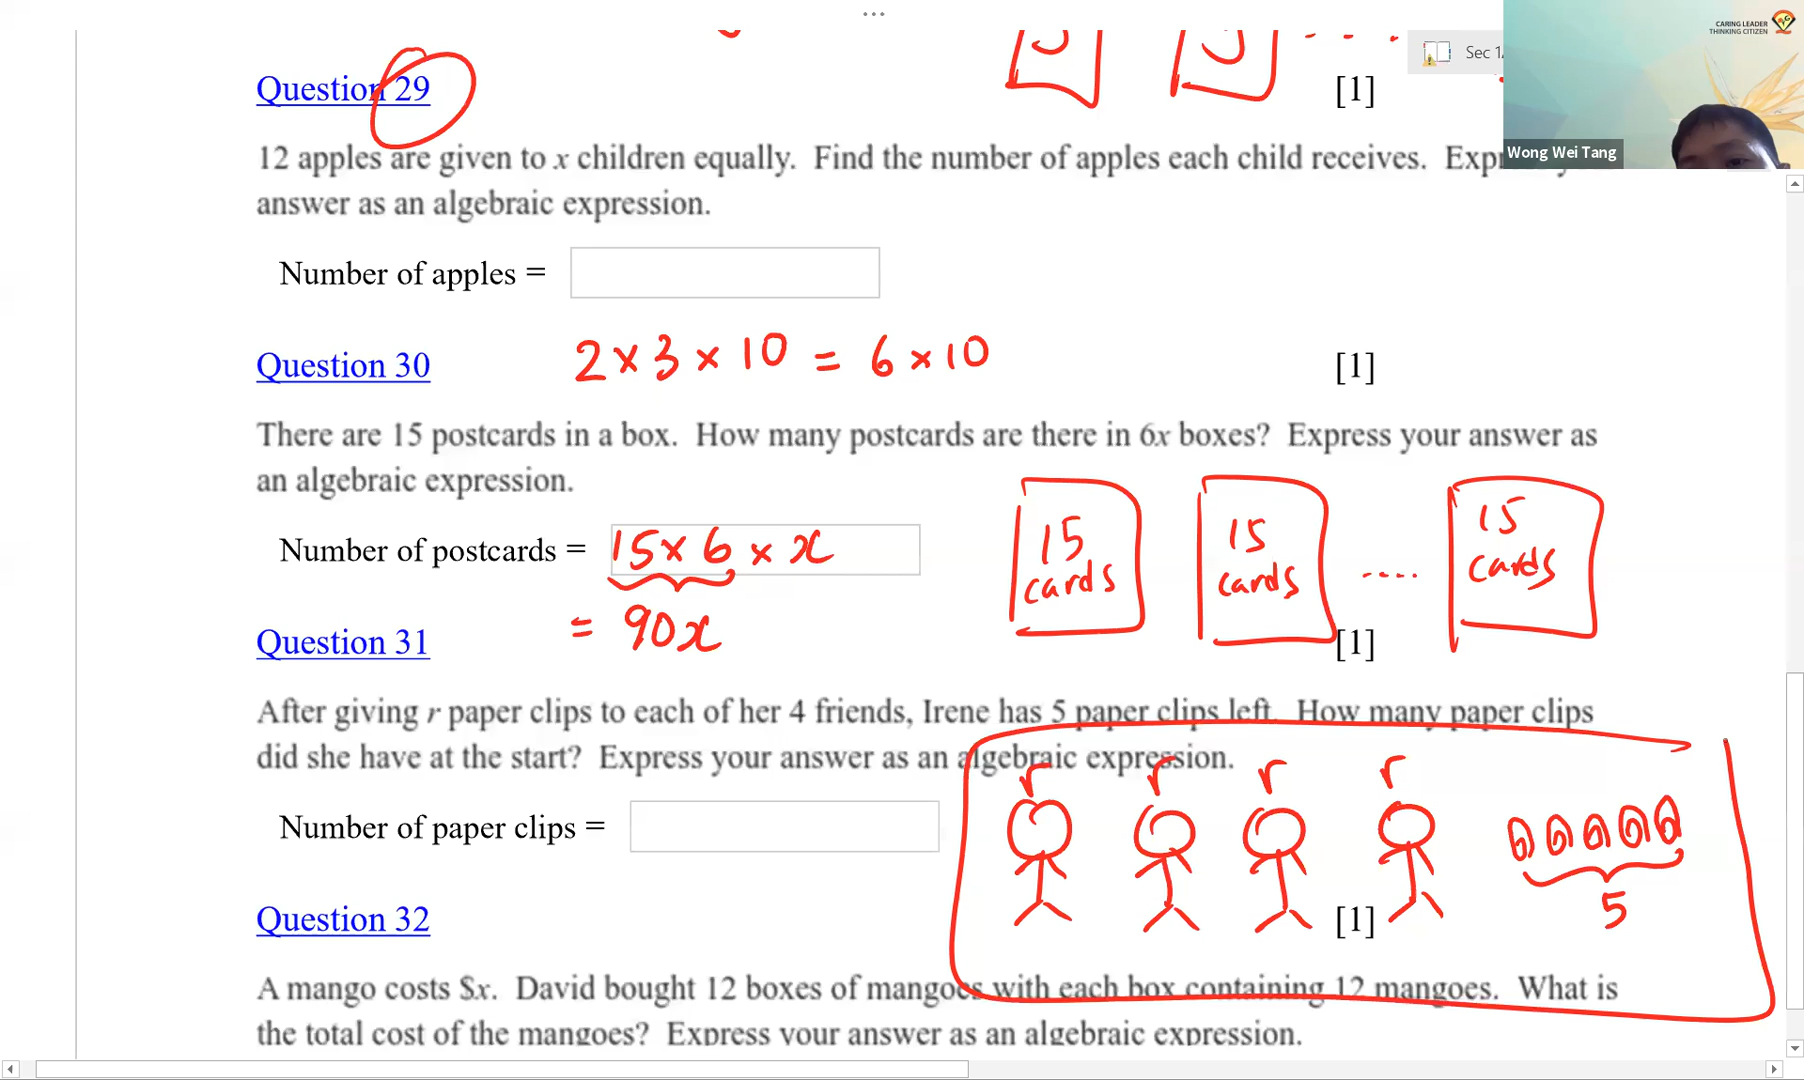 CARING LEADER
THINKING CITIZEN
Sec 1
Wong Wei Tang
Question 29
[1]
12 apples are given to x children equally. Find the number of apples each child receives.
answer as an algebraic expression.
Number of apples =
Question 30
2 × 3 × 10 = 6 × 10
[1]
There are 15 postcards in a box. How many postcards are there in 6x boxes? Express your answer as
an algebraic expression.
Number of postcards = 15 × 6 × x
= 90x
15 cards
15 cards
....
15 cards
Question 31
[1]
After giving r paper clips to each of her 4 friends, Irene has 5 paper clips left. How many paper clips
did she have at the start? Express your answer as an algebraic expression.
r r r r
Number of paper clips =
5
Question 32
[1]
A mango costs $x. David bought 12 boxes of mangoes with each box containing 12 mangoes. What is
the total cost of the mangoes? Express your answer as an algebraic expression.